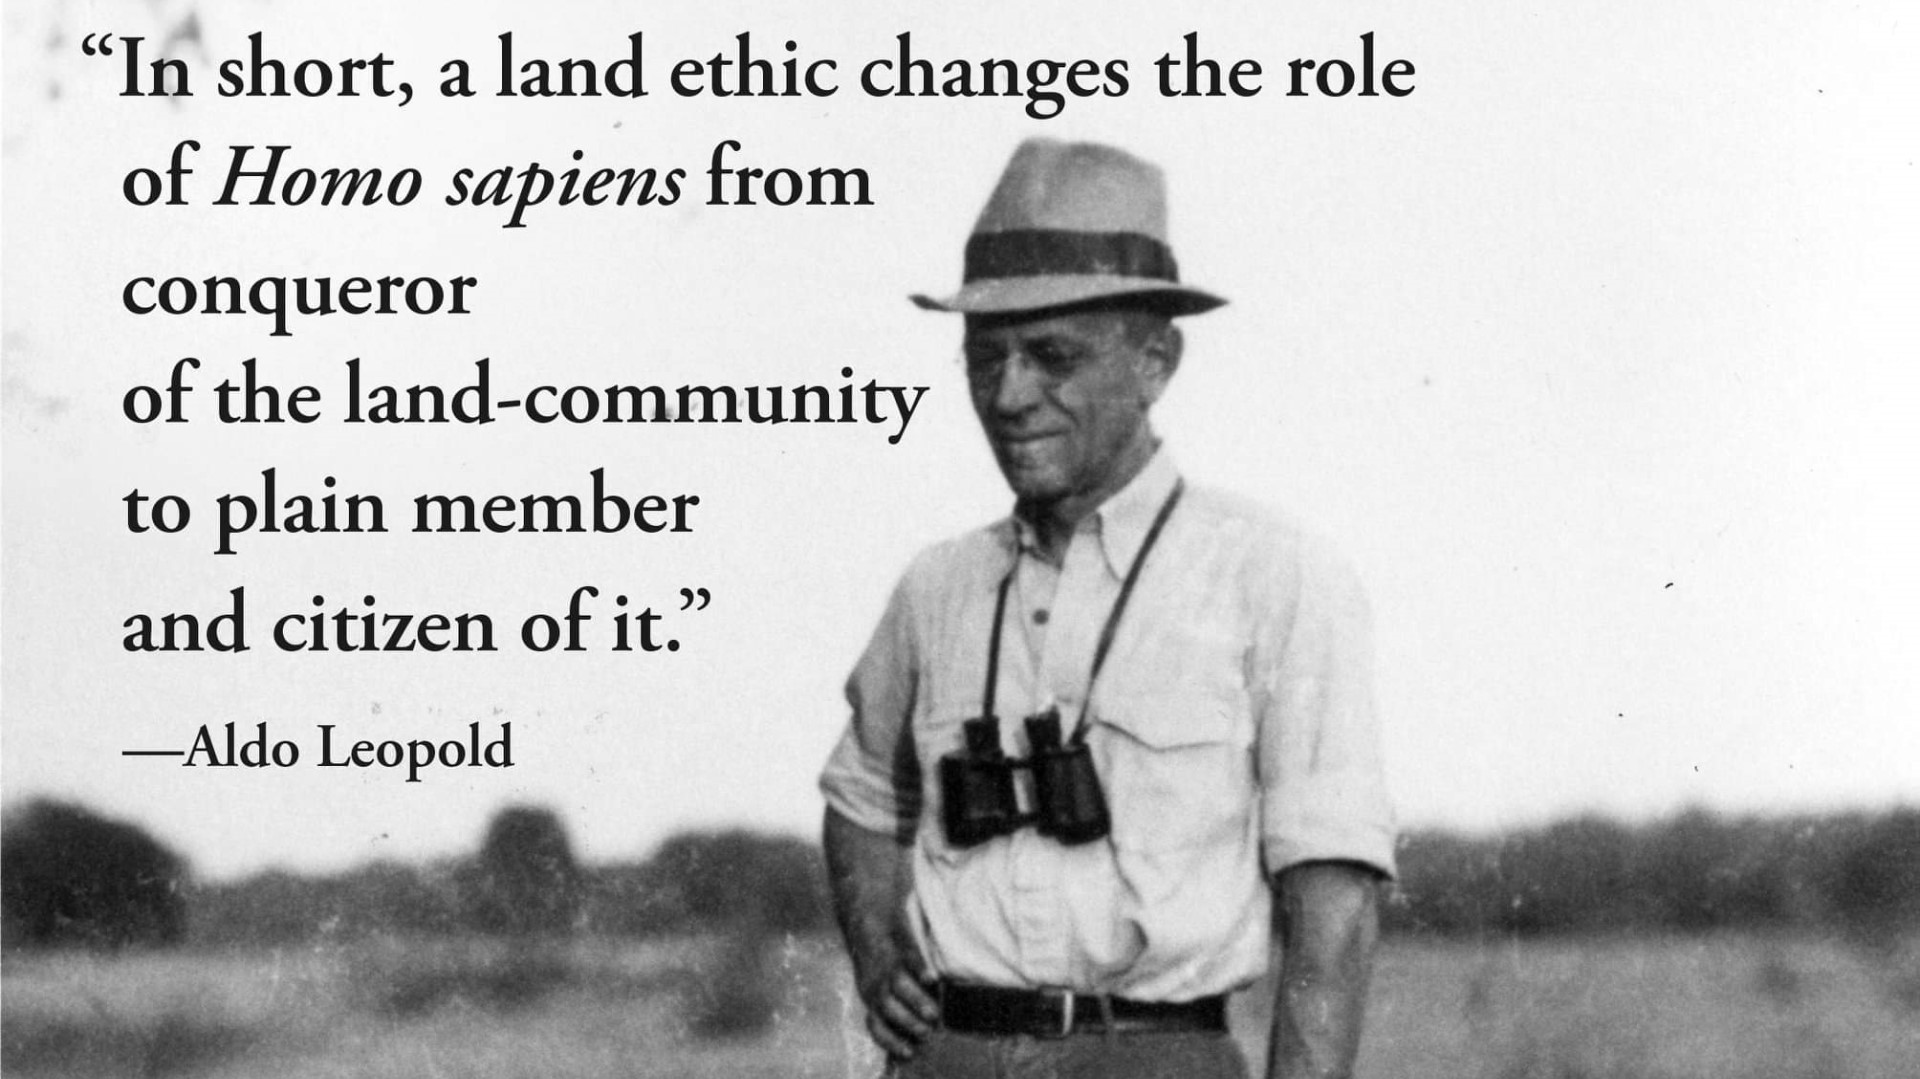 “In short, a land ethic changes the role
of Homo sapiens from
conqueror
of the land-community
to plain member
and citizen of it.”
—Aldo Leopold